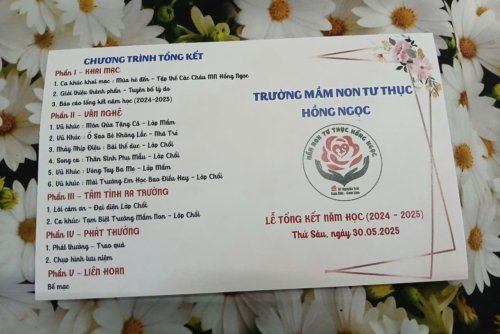 CHƯƠNG TRÌNH TỔNG KẾT
Phần I - KHAI MẠC
1. Ca khúc khai mạc : Mùa hè đến - Tập thể Các Cháu MN Hồng Ngọc
2. Giới thiệu thành phần - Tuyên bố lý do
3. Báo cáo tổng kết năm học (2024-2025)
Phần II - VĂN NGHỆ
1. Vũ khúc : Món Quà Tặng Cô - Lớp Mầm
2. Vũ khúc : Ồ Sao Bé Không Lắc - Nhà Trẻ
3. Nhảy Nhịp Điệu : Bài thể dục - Lớp Chồi
4. Song ca : Thân Sinh Phụ Mẫu - Lớp Chồi
5. Vũ khúc : Vòng Tay Ba Mẹ - Lớp Mầm
6. Vũ khúc : Mái Trường Em Học Bao Điều Hay - Lớp Chồi
Phần III - TÂM TÌNH RA TRƯỜNG
1. Lời cảm ơn - Đại diện Lớp Chồi
2. Ca khúc: Tạm Biệt Trường Mầm Non - Lớp Chồi
Phần IV - PHÁT THƯỞNG
1. Phát thưởng - Trao quà
2. Chụp hình lưu niệm
Phần V - LIÊN HOAN
Bế mạc
TRƯỜNG MẦM NON TƯ THỤC
HỒNG NGỌC
MẦM NON TƯ THỤC HỒNG NGỌC
LỄ TỔNG KẾT NĂM HỌC (2024 - 2025)
Thứ Sáu, ngày 30.05.2025